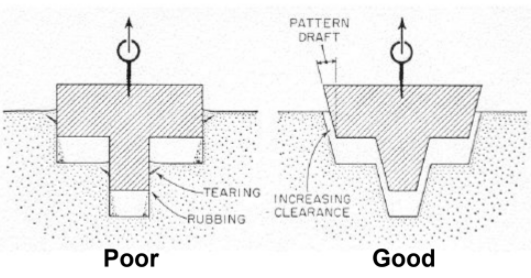 PATTERN
DRAFT
TEARING
RUBBING
INCREASING
CLEARANCE
Poor
Good